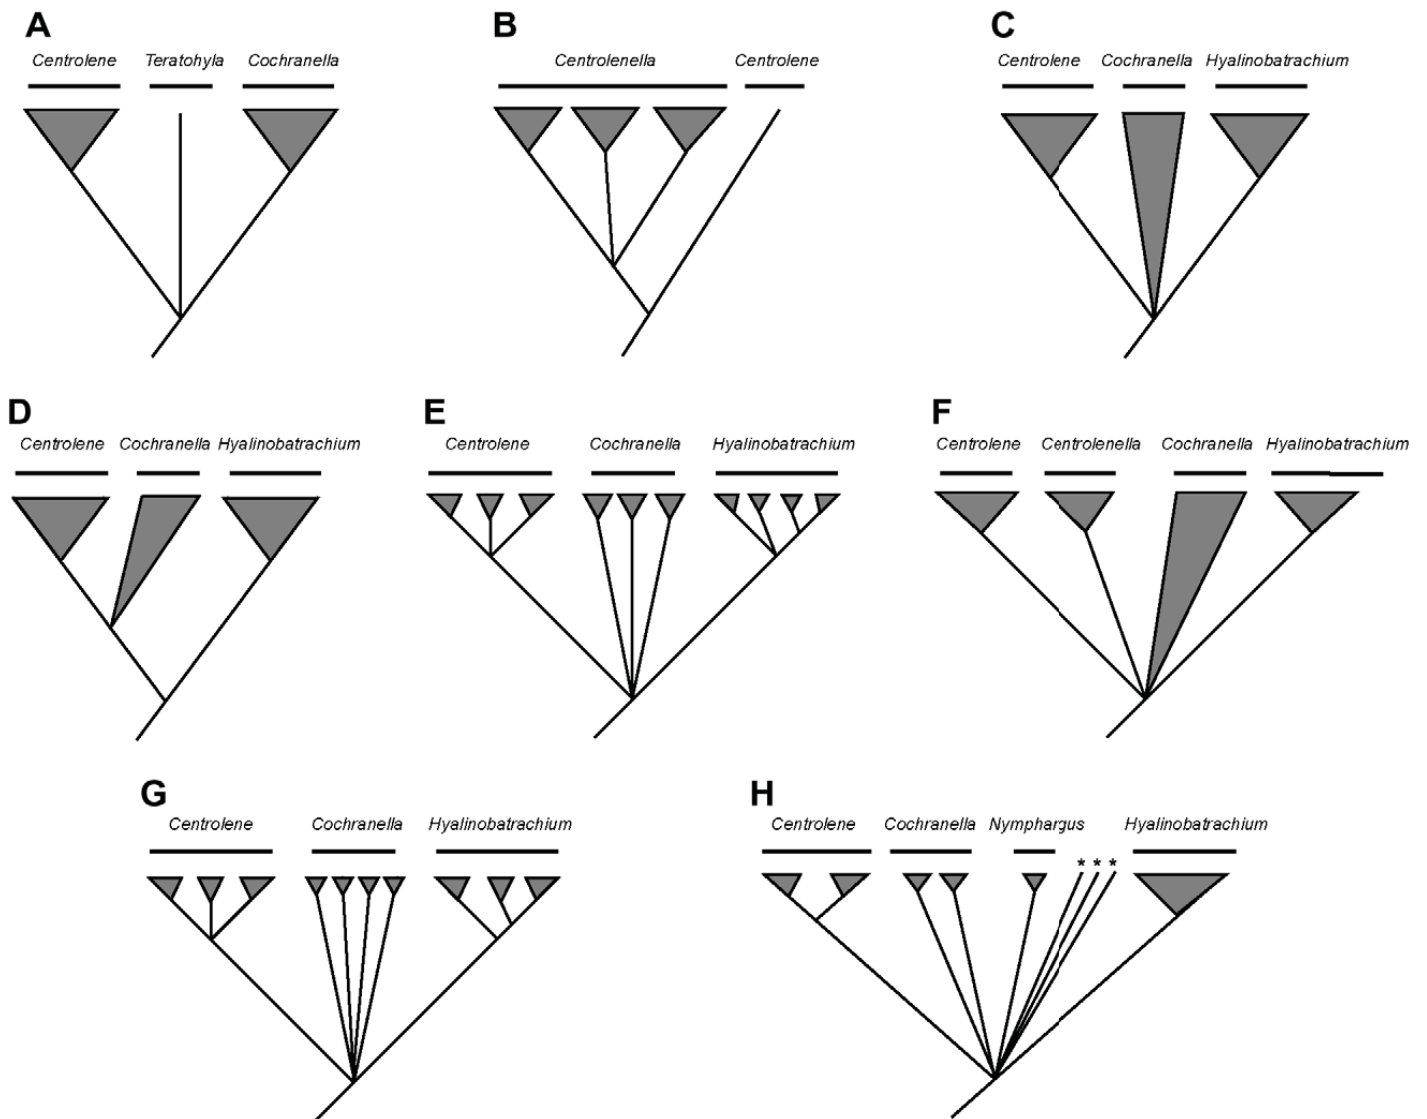 A
Centrolene Teratohyla Cochranella
B
Centrolenella Centrolene
C
Centrolene Cochranella Hyalinobatrachium
D
Centrolene Cochranella Hyalinobatrachium
E
Centrolene Cochranella Hyalinobatrachium
F
Centrolene Centrolenella Cochranella Hyalinobatrachium
G
Centrolene Cochranella Hyalinobatrachium
H
Centrolene Cochranella Nymphargus Hyalinobatrachium
* * *